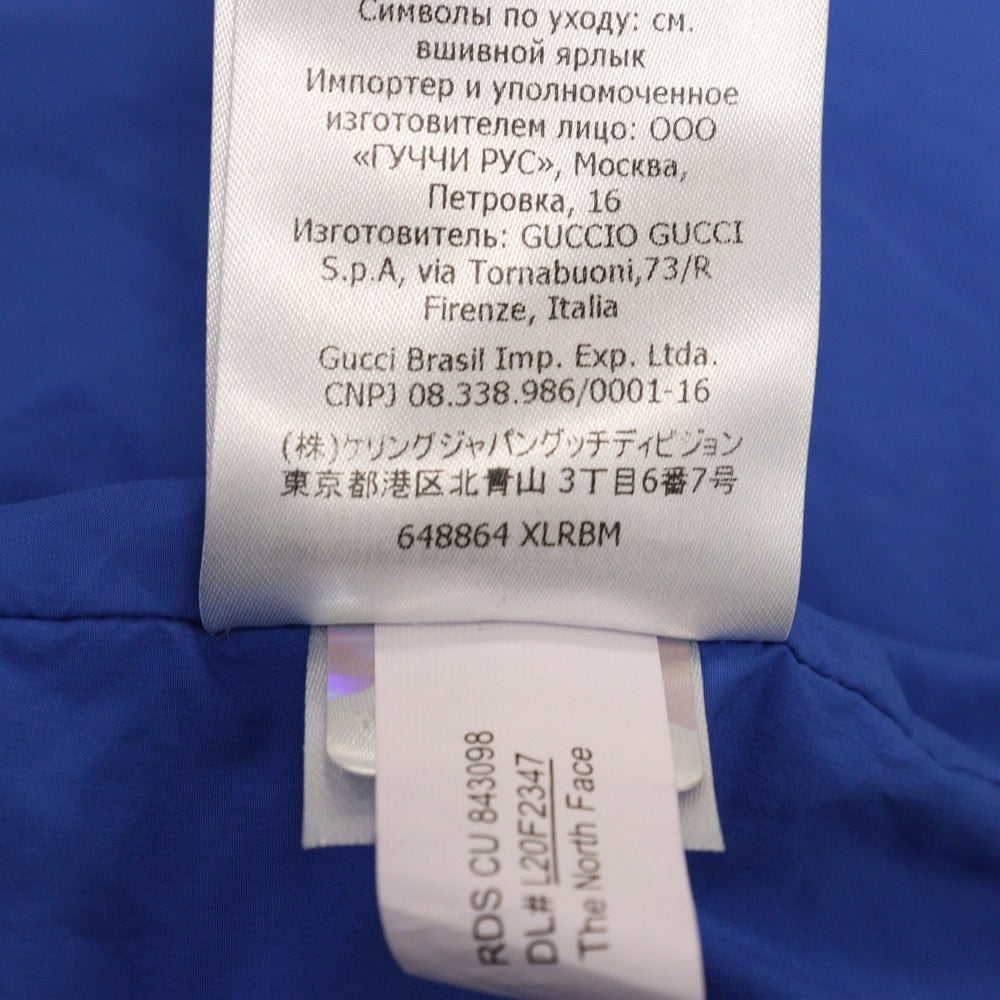 Символы по уходу: см.
вшивной ярлык
Импортер и уполномоченное
изготовителем лицо: ООО
«ГУЧЧИ РУС», Москва,
Петровка, 16
Изготовитель: GUCCIO GUCCI
S.p.A, via Tornabuoni,73/R
Firenze, Italia
Gucci Brasil Imp. Exp. Ltda.
CNPJ 08.338.986/0001-16
(株)ケリングジャパングッチディビジョン
東京都港区北青山 3丁目6番7号
648864 XLRBM
RDS CU 843098
DL# L20F2347
The North Face